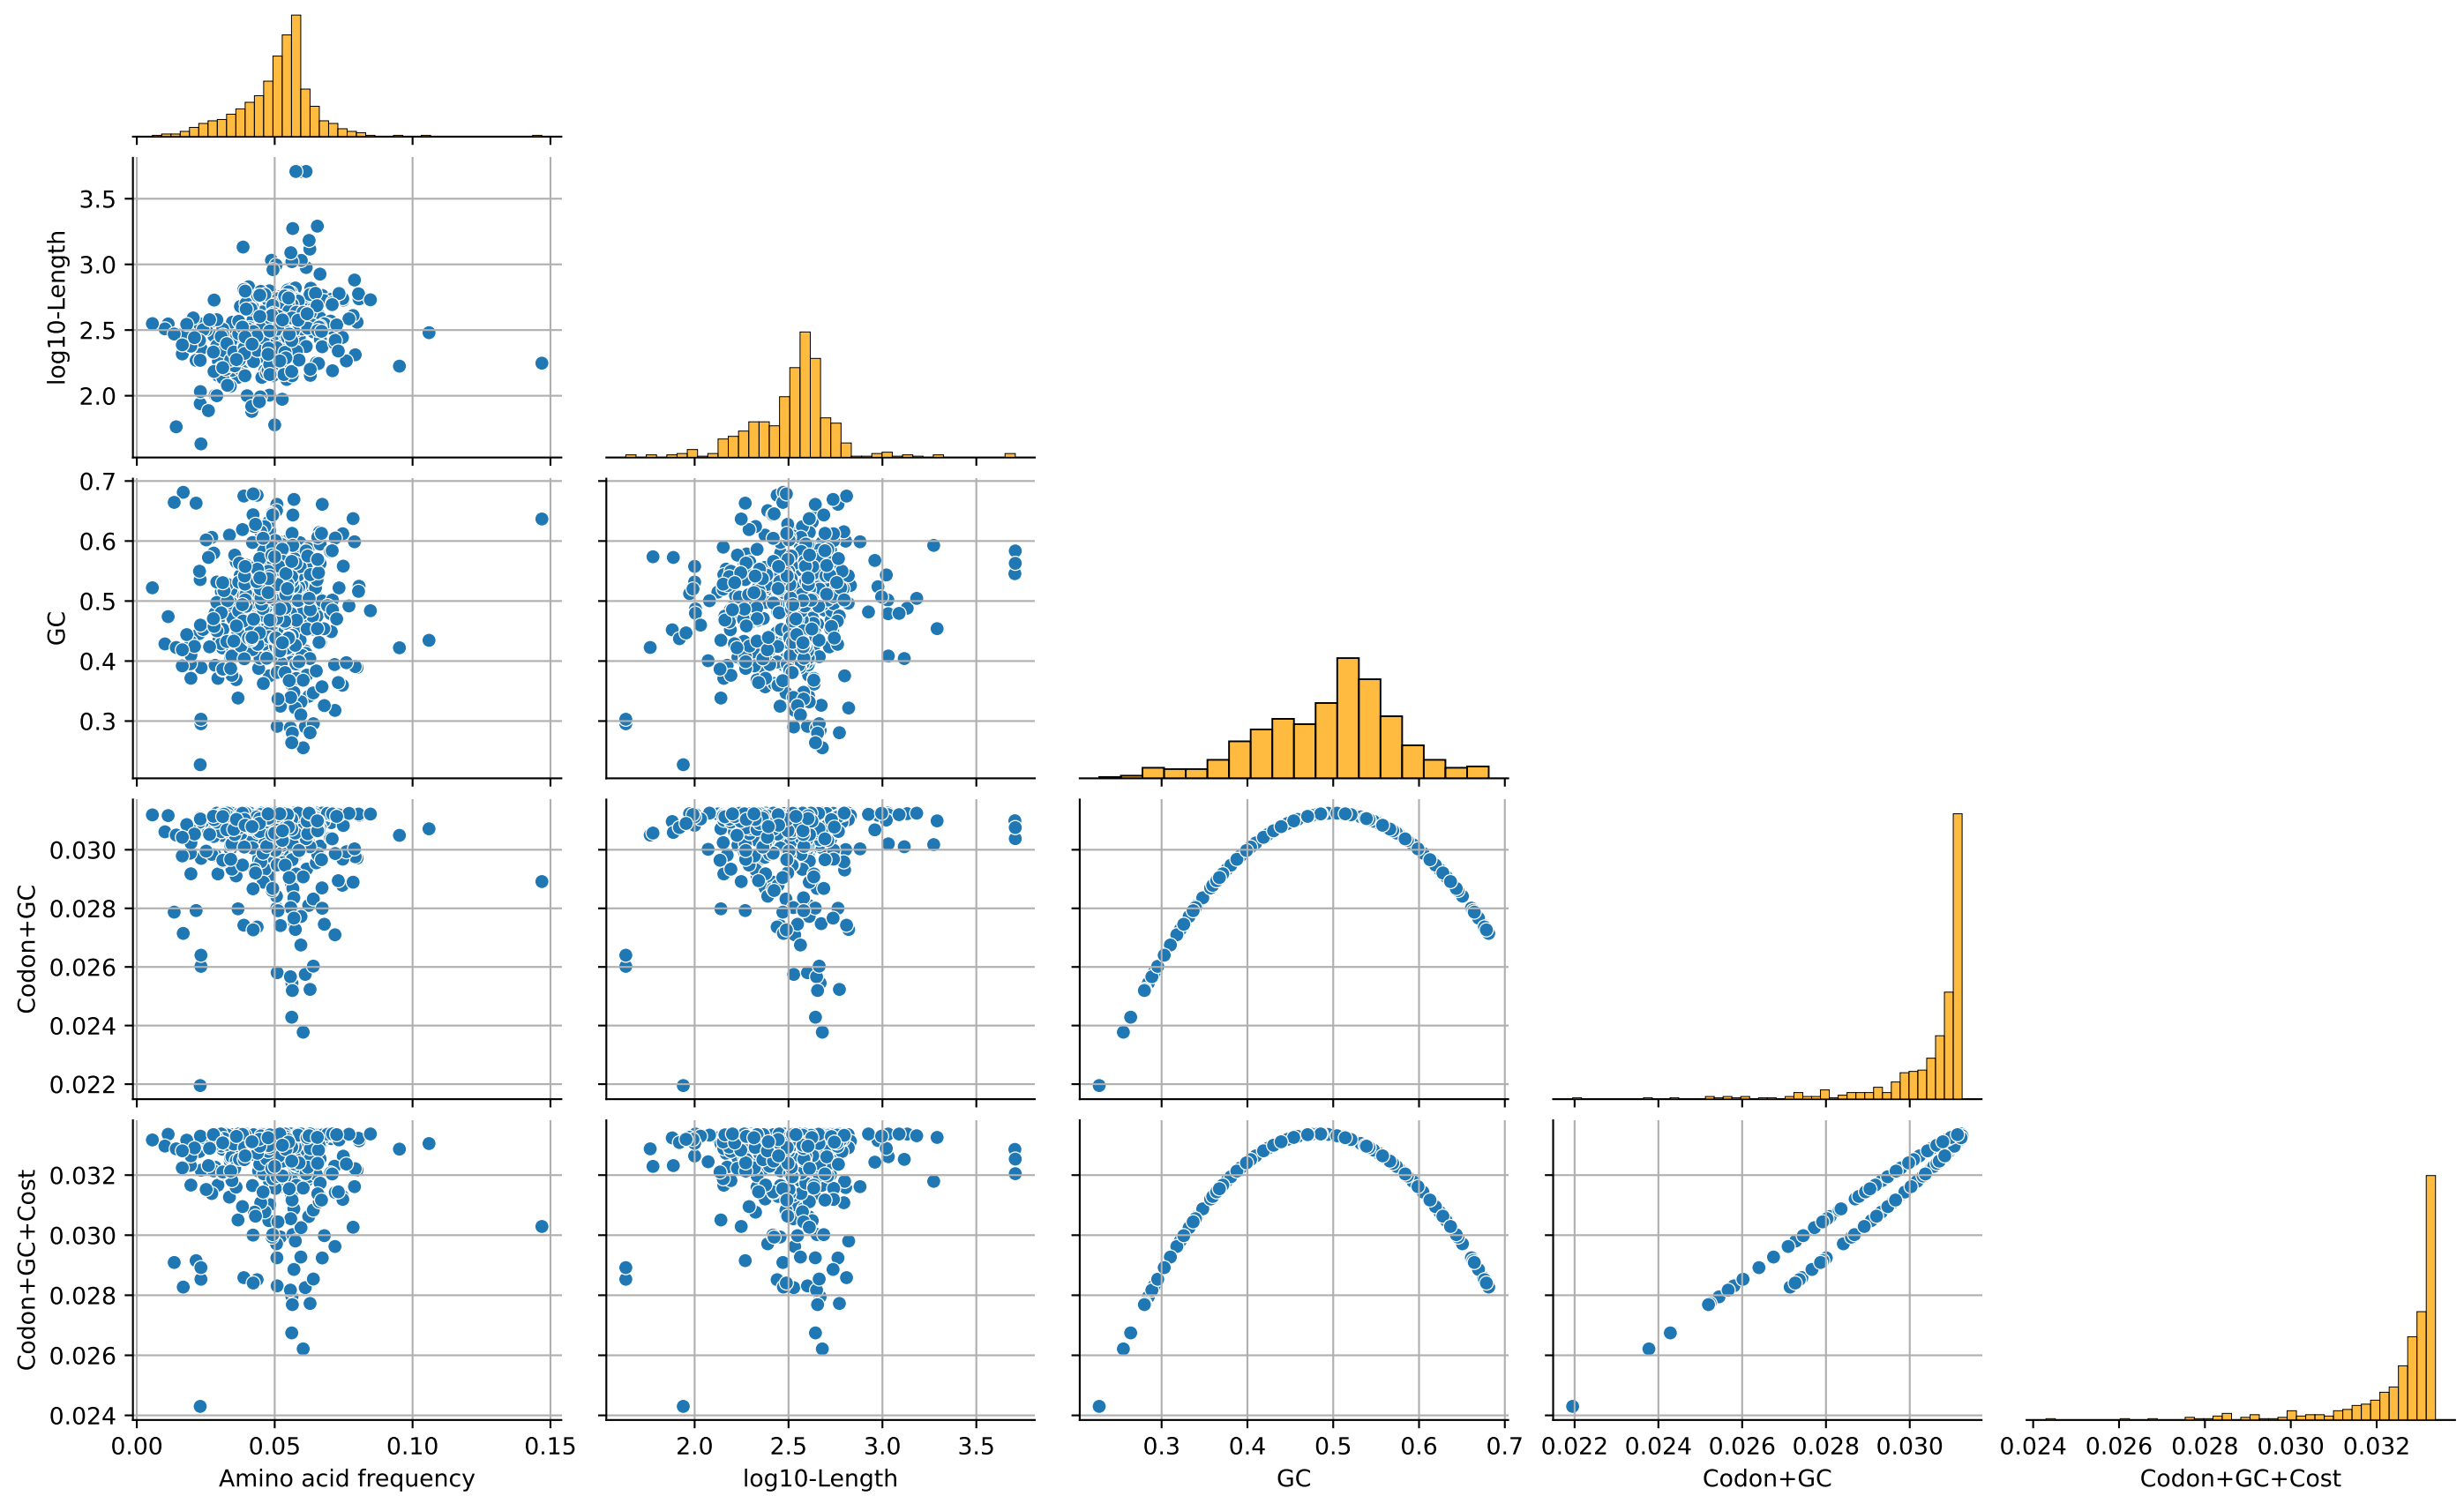 log10-Length
3.5
3.0
2.5
2.0
GC
0.7
0.6
0.5
0.4
0.3
Codon+GC
0.030
0.028
0.026
0.024
0.022
Codon+GC+Cost
0.032
0.030
0.028
0.026
0.024
0.00 0.05 0.10 0.15
Amino acid frequency
2.0 2.5 3.0 3.5
log10-Length
0.3 0.4 0.5 0.6 0.7
GC
0.022 0.024 0.026 0.028 0.030
Codon+GC
0.024 0.026 0.028 0.030 0.032
Codon+GC+Cost